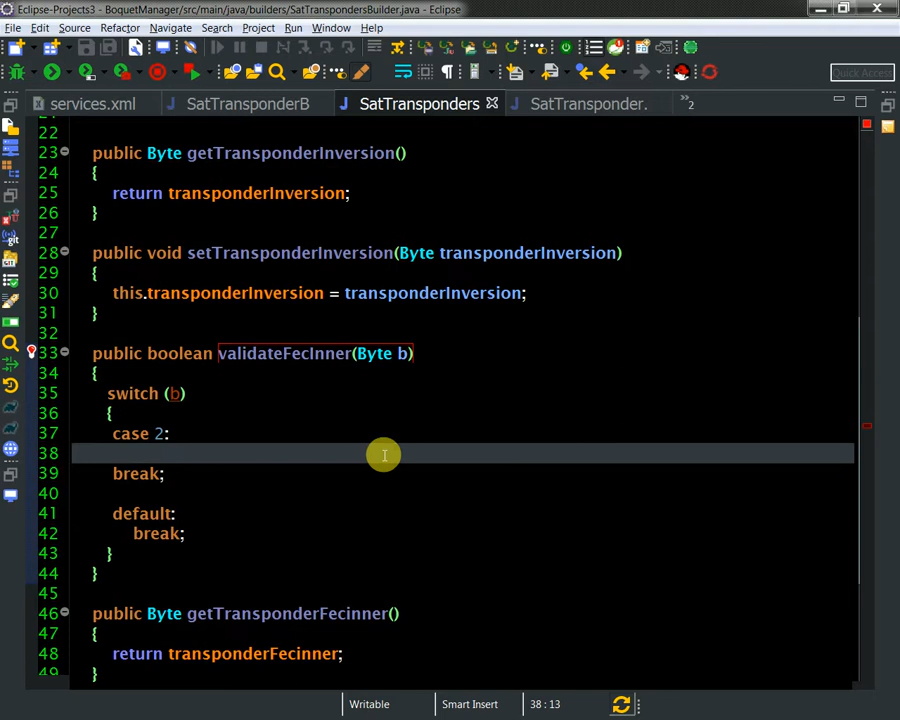 Eclipse-Projects3 - BoquetManager/src/main/java/builders/SatTranspondersBuilder.java - Eclipse
File Edit Source Refactor Navigate Search Project Run Window Help
Quick Access
services.xml SatTransponderB SatTransponders SatTransponder. »2
22
23 public Byte getTransponderInversion()
24 {
25 return transponderInversion;
26 }
27
28 public void setTransponderInversion(Byte transponderInversion)
29 {
30 this.transponderInversion = transponderInversion;
31 }
32
33 public boolean validateFecInner(Byte b)
34 {
35 switch (b)
36 {
37 case 2:
38
39 break;
40
41 default:
42 break;
43 }
44 }
45
46 public Byte getTransponderFecinner()
47 {
48 return transponderFecinner;
49 }
Writable Smart Insert 38 : 13